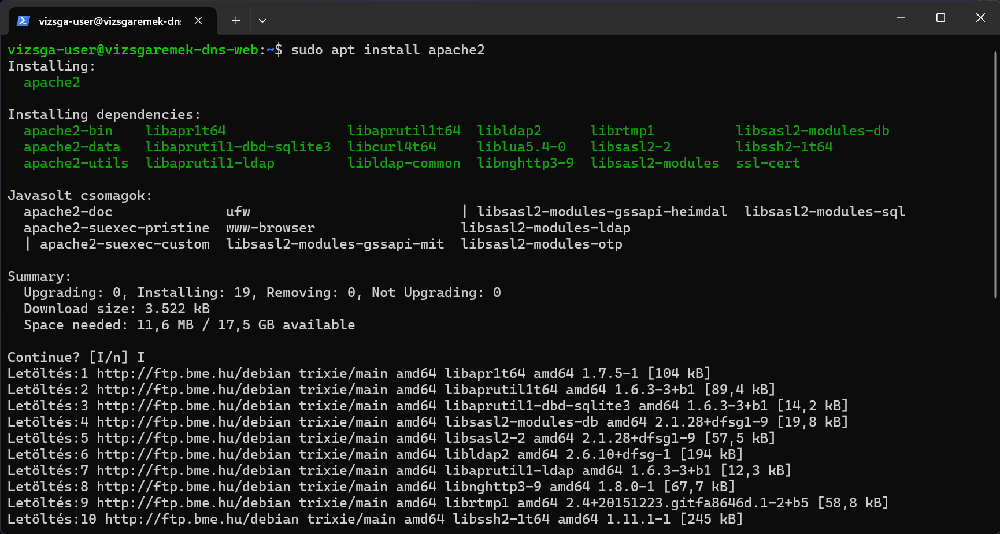 vizsga-user@vizsgaremek-dn
vizsga-user@vizsgaremek-dns-web:~$ sudo apt install apache2
Installing:
  apache2

Installing dependencies:
  apache2-bin    libapr1t64               libaprutil1t64  libldap2     librtmp1          libsasl2-modules-db
  apache2-data   libaprutil1-dbd-sqlite3  libcurl4t64     liblua5.4-0  libsasl2-2        libssh2-1t64
  apache2-utils  libaprutil1-ldap         libldap-common  libnghttp3-9  libsasl2-modules  ssl-cert

Javasolt csomagok:
  apache2-doc              ufw                          | libsasl2-modules-gssapi-heimdal  libsasl2-modules-sql
  apache2-suexec-pristine  www-browser                  libsasl2-modules-ldap
  | apache2-suexec-custom  libsasl2-modules-gssapi-mit  libsasl2-modules-otp

Summary:
  Upgrading: 0, Installing: 19, Removing: 0, Not Upgrading: 0
  Download size: 3.522 kB
  Space needed: 11,6 MB / 17,5 GB available

Continue? [I/n] I
Letöltés:1 http://ftp.bme.hu/debian trixie/main amd64 libapr1t64 amd64 1.7.5-1 [104 kB]
Letöltés:2 http://ftp.bme.hu/debian trixie/main amd64 libaprutil1t64 amd64 1.6.3-3+b1 [89,4 kB]
Letöltés:3 http://ftp.bme.hu/debian trixie/main amd64 libaprutil1-dbd-sqlite3 amd64 1.6.3-3+b1 [14,2 kB]
Letöltés:4 http://ftp.bme.hu/debian trixie/main amd64 libsasl2-modules-db amd64 2.1.28+dfsg1-9 [19,8 kB]
Letöltés:5 http://ftp.bme.hu/debian trixie/main amd64 libsasl2-2 amd64 2.1.28+dfsg1-9 [57,5 kB]
Letöltés:6 http://ftp.bme.hu/debian trixie/main amd64 libldap2 amd64 2.6.10+dfsg-1 [194 kB]
Letöltés:7 http://ftp.bme.hu/debian trixie/main amd64 libaprutil1-ldap amd64 1.6.3-3+b1 [12,3 kB]
Letöltés:8 http://ftp.bme.hu/debian trixie/main amd64 libnghttp3-9 amd64 1.8.0-1 [67,7 kB]
Letöltés:9 http://ftp.bme.hu/debian trixie/main amd64 librtmp1 amd64 2.4+20151223.gitfa8646d.1-2+b5 [58,8 kB]
Letöltés:10 http://ftp.bme.hu/debian trixie/main amd64 libssh2-1t64 amd64 1.11.1-1 [245 kB]